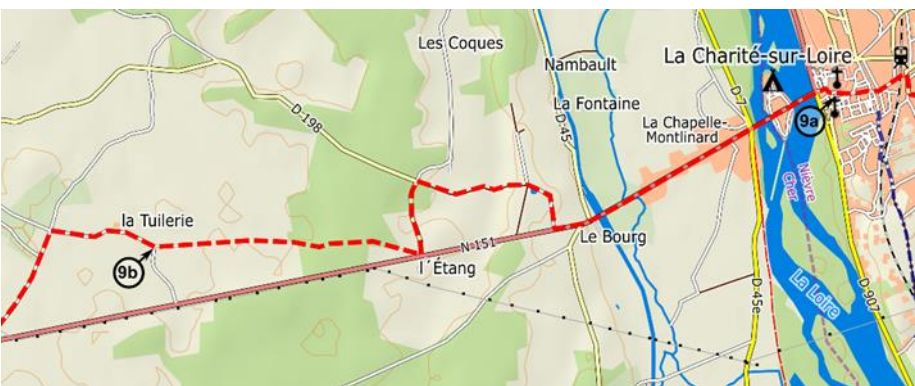 Les Coques
Nambault
La Charité-sur-Loire
La Fontaine
D-7
D-198
D-45
La Chapelle-
Montlinard
9a
Nièvre
Cher
la Tuilerie
9b
N 151
Le Bourg
l´Étang
La Loire
D-45e
D-907